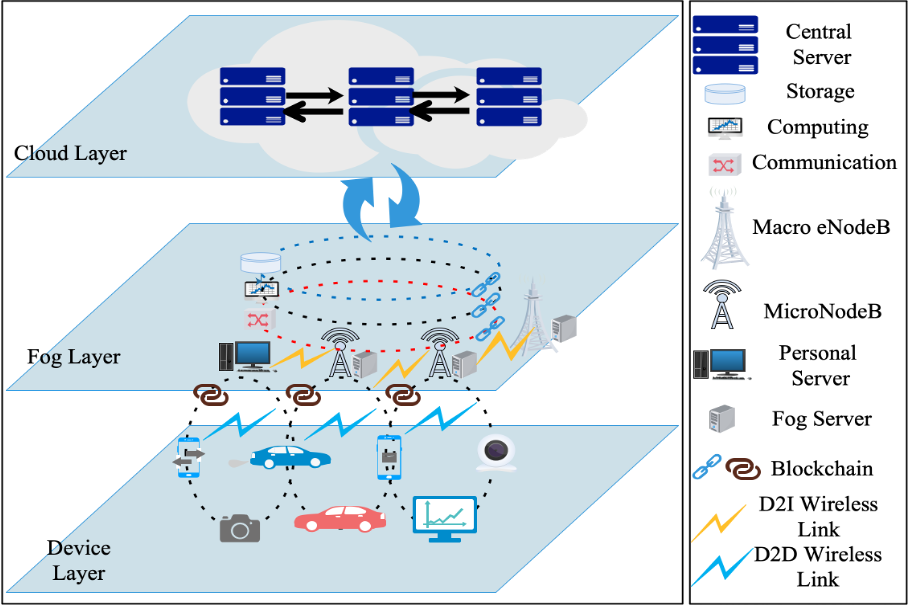 Cloud Layer
Fog Layer
Device
Layer
Central
Server
Storage
Computing
Communication
Macro eNodeB
MicroNodeB
Personal
Server
Fog Server
Blockchain
D2I Wireless
Link
D2D Wireless
Link